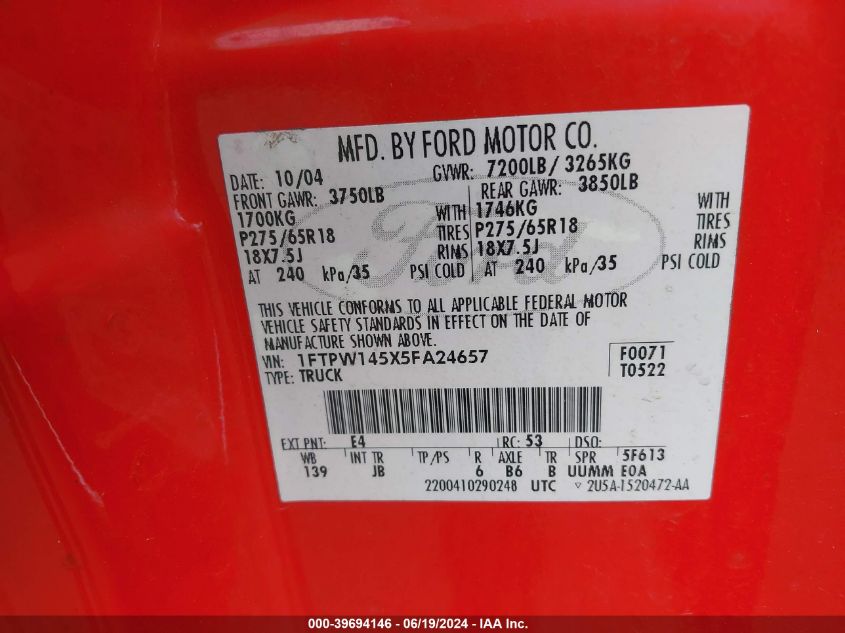 MFD. BY FORD MOTOR CO.
DATE: 10/04 GVWR: 7200LB/ 3265KG
FRONT GAWR: 3750LB REAR GAWR: 3850LB
1700KG WITH 1746KG WITH
P275/65R18 TIRES P275/65R18 TIRES
18X7.5J RIMS 18X7.5J RIMS
AT 240 kPa/35 PSI COLD AT 240 kPa/35 PSI COLD
Ford
THIS VEHICLE CONFORMS TO ALL APPLICABLE FEDERAL MOTOR
VEHICLE SAFETY STANDARDS IN EFFECT ON THE DATE OF
MANUFACTURE SHOWN ABOVE.
VIN: 1FTPW145X5FA24657 F0071
TYPE: TRUCK T0522
EXT PNT: E4 RC: 53 DSO:
WB INT TR TP/PS R AXLE TR SPR 5F613
139 JB 6 B6 B UUMM EOA
2200410290248 UTC ▿ 2U5A-1520472-AA
000-39694146 - 06/19/2024 - IAA Inc.